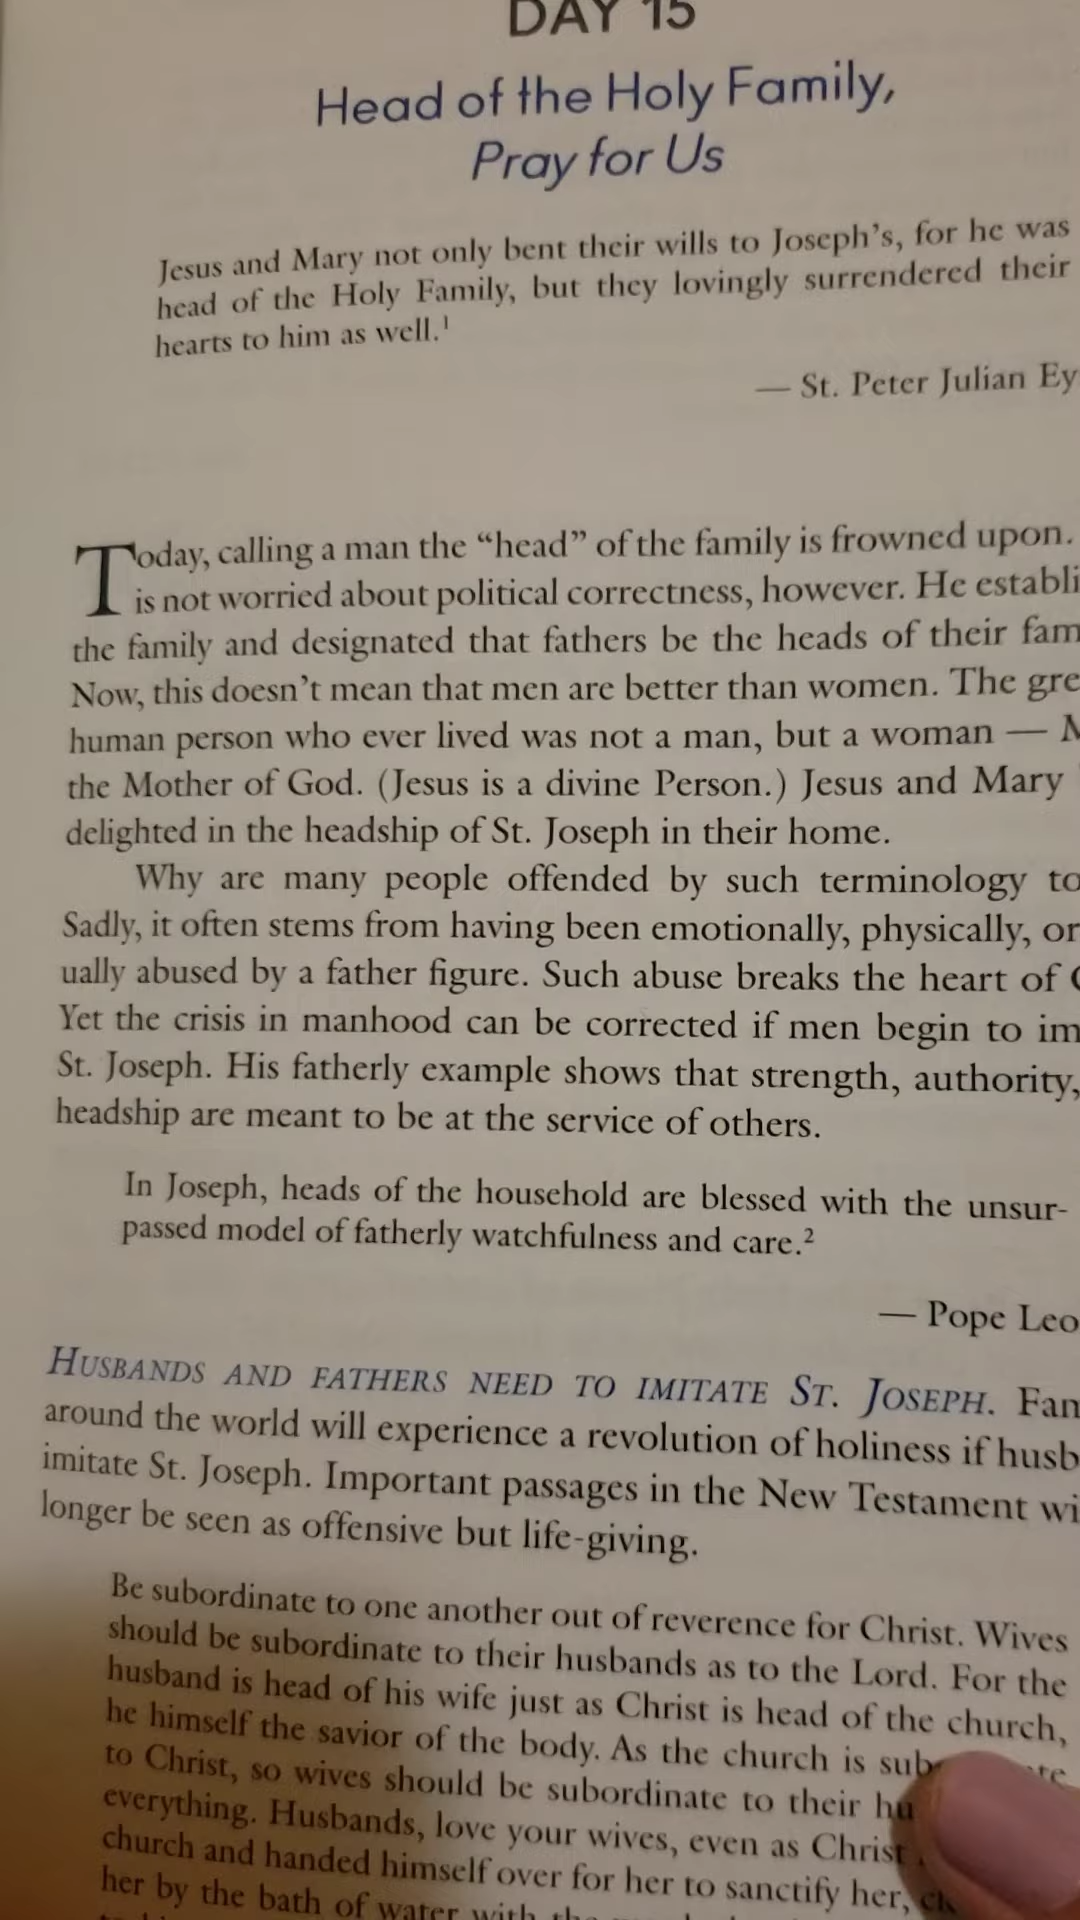 DAY 15
Head of the Holy Family,
Pray for Us
Jesus and Mary not only bent their wills to Joseph's, for he was
head of the Holy Family, but they lovingly surrendered their
hearts to him as well.¹
— St. Peter Julian Ey
Today, calling a man the “head” of the family is frowned upon.
is not worried about political correctness, however. He establi
the family and designated that fathers be the heads of their fam
Now, this doesn't mean that men are better than women. The gre
human person who ever lived was not a man, but a woman — M
the Mother of God. (Jesus is a divine Person.) Jesus and Mary
delighted in the headship of St. Joseph in their home.
Why are many people offended by such terminology to
Sadly, it often stems from having been emotionally, physically, or
ually abused by a father figure. Such abuse breaks the heart of
Yet the crisis in manhood can be corrected if men begin to im
St. Joseph. His fatherly example shows that strength, authority,
headship are meant to be at the service of others.
In Joseph, heads of the household are blessed with the unsur-
passed model of fatherly watchfulness and care.²
— Pope Leo
HUSBANDS AND FATHERS NEED TO IMITATE ST. JOSEPH. Fam
around the world will experience a revolution of holiness if husb
imitate St. Joseph. Important passages in the New Testament wi
longer be seen as offensive but life-giving.
Be subordinate to one another out of reverence for Christ. Wives
should be subordinate to their husbands as to the Lord. For the
husband is head of his wife just as Christ is head of the church,
he himself the savior of the body. As the church is sub
to Christ, so wives should be subordinate to their hu
everything. Husbands, love your wives, even as Christ
church and handed himself over for her to sanctify her,
her by the bath of water with